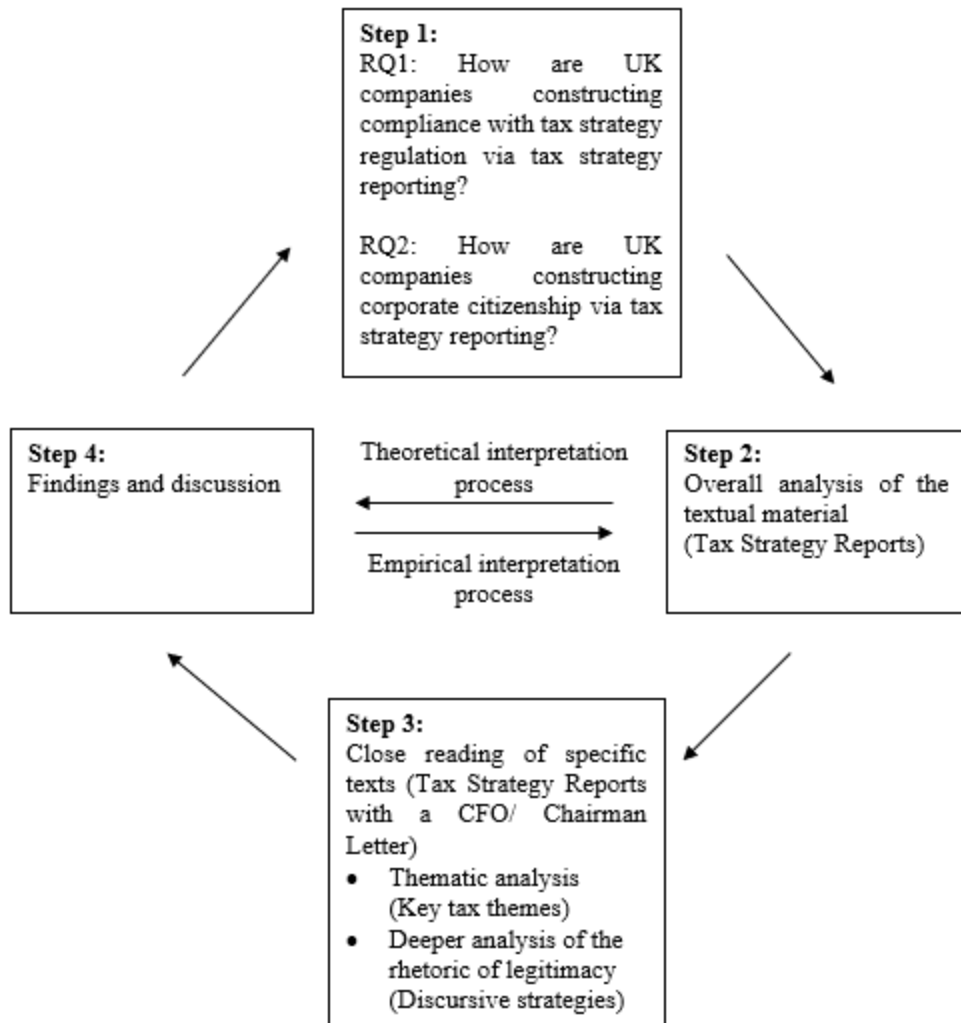 Step 1:
RQ1: How are UK
companies constructing
compliance with tax strategy
regulation via tax strategy
reporting?
RQ2: How are UK
companies constructing
corporate citizenship via tax
strategy reporting?
Step 4:
Findings and discussion
Theoretical interpretation
process
Empirical interpretation
process
Step 2:
Overall analysis of the
textual material
(Tax Strategy Reports)
Step 3:
Close reading of specific
texts (Tax Strategy Reports
with a CFO/ Chairman
Letter)
• Thematic analysis
(Key tax themes)
• Deeper analysis of the
rhetoric of legitimacy
(Discursive strategies)